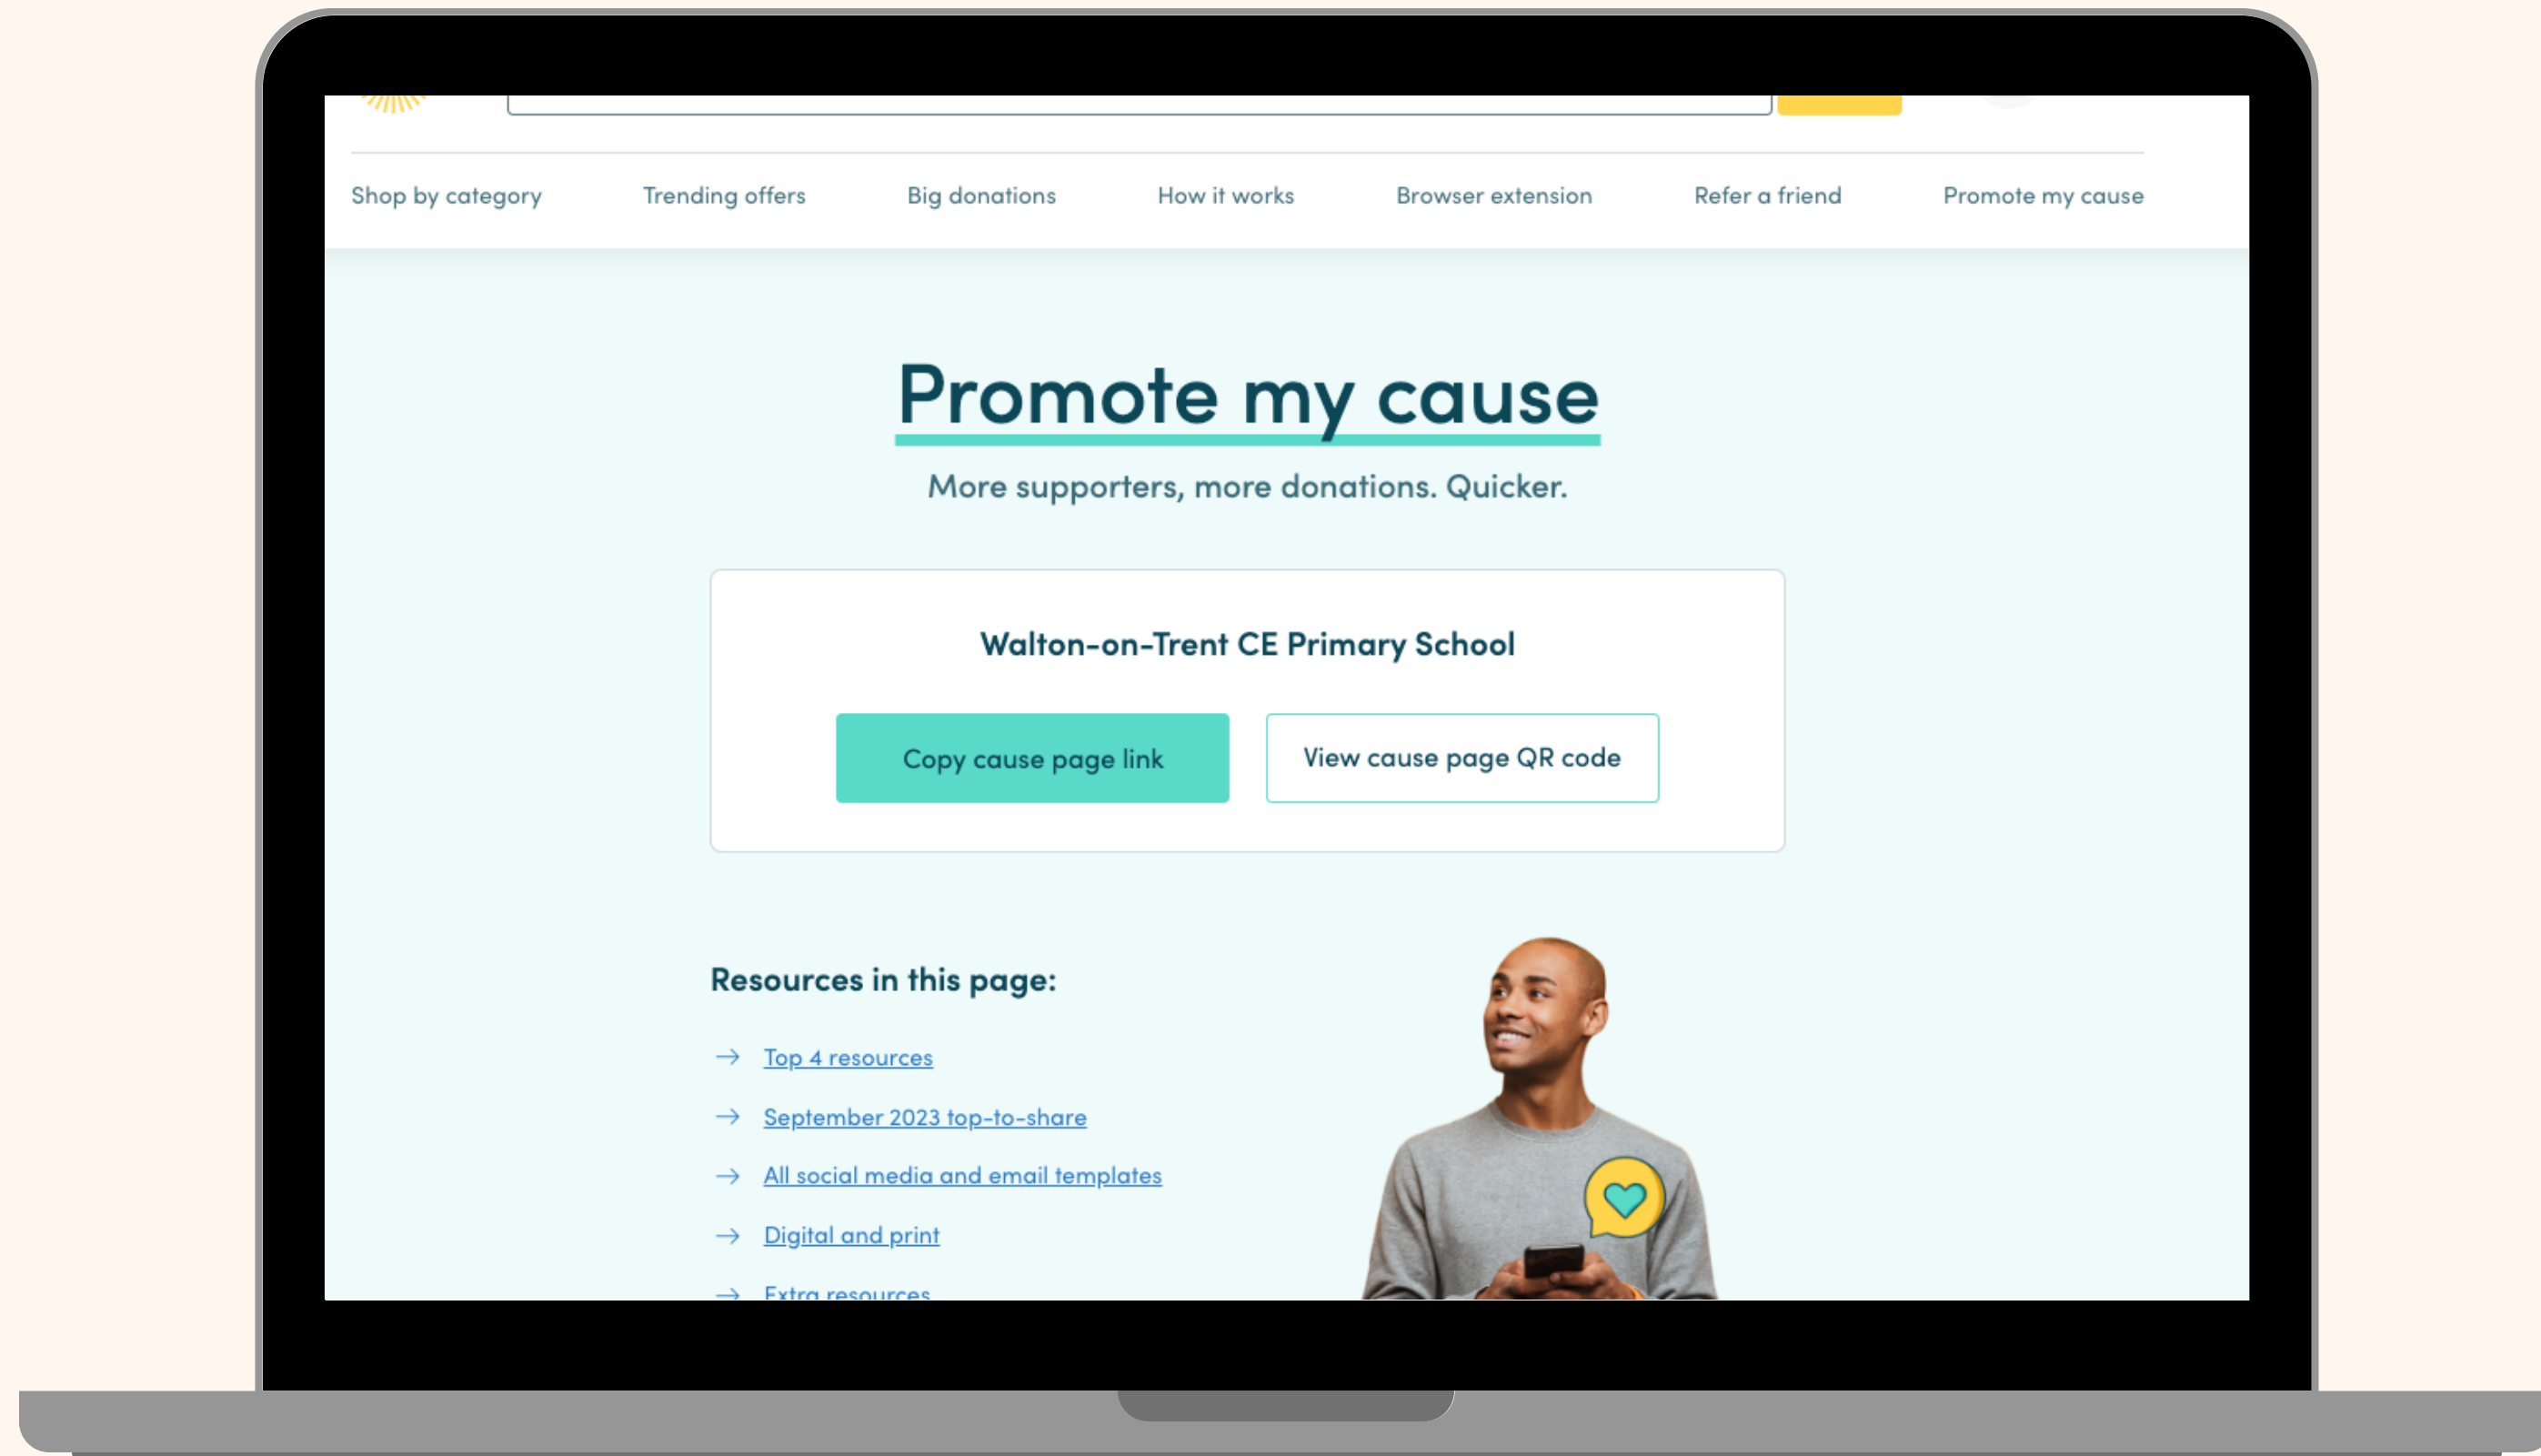 Shop by category
Trending offers
Big donations
How it works
Browser extension
Refer a friend
Promote my cause
Promote my cause
More supporters, more donations. Quicker.
Walton-on-Trent CE Primary School
Copy cause page link
View cause page QR code
Resources in this page:
Top 4 resources
September 2023 top-to-share
All social media and email templates
Digital and print
Extra resources